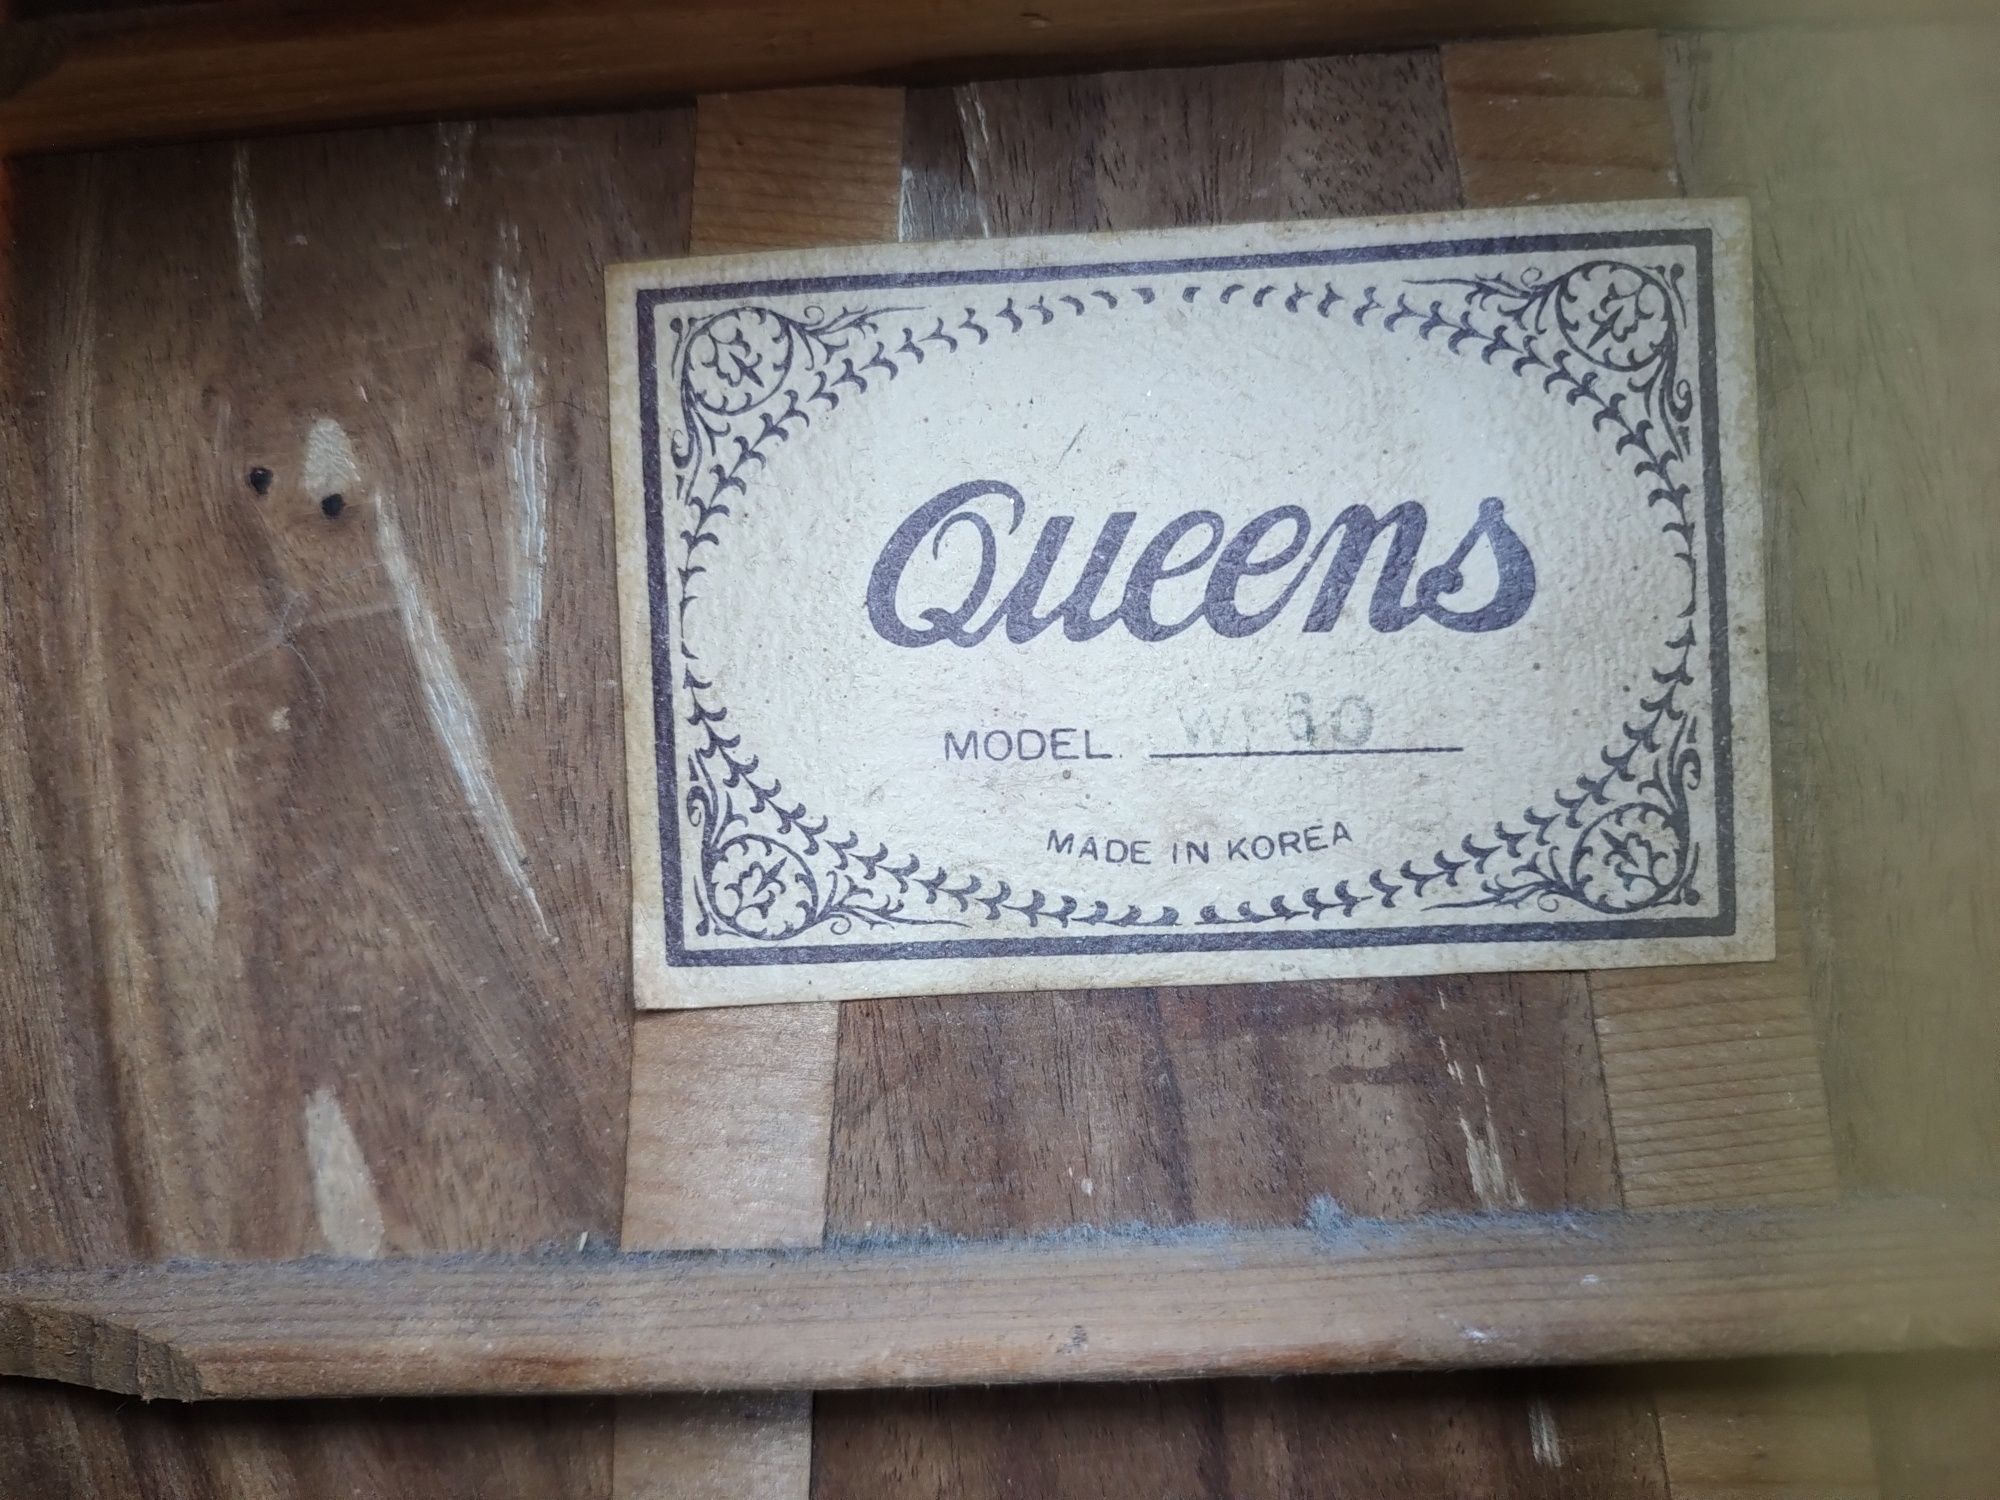 Queens
MODEL.
MADE IN KOREA